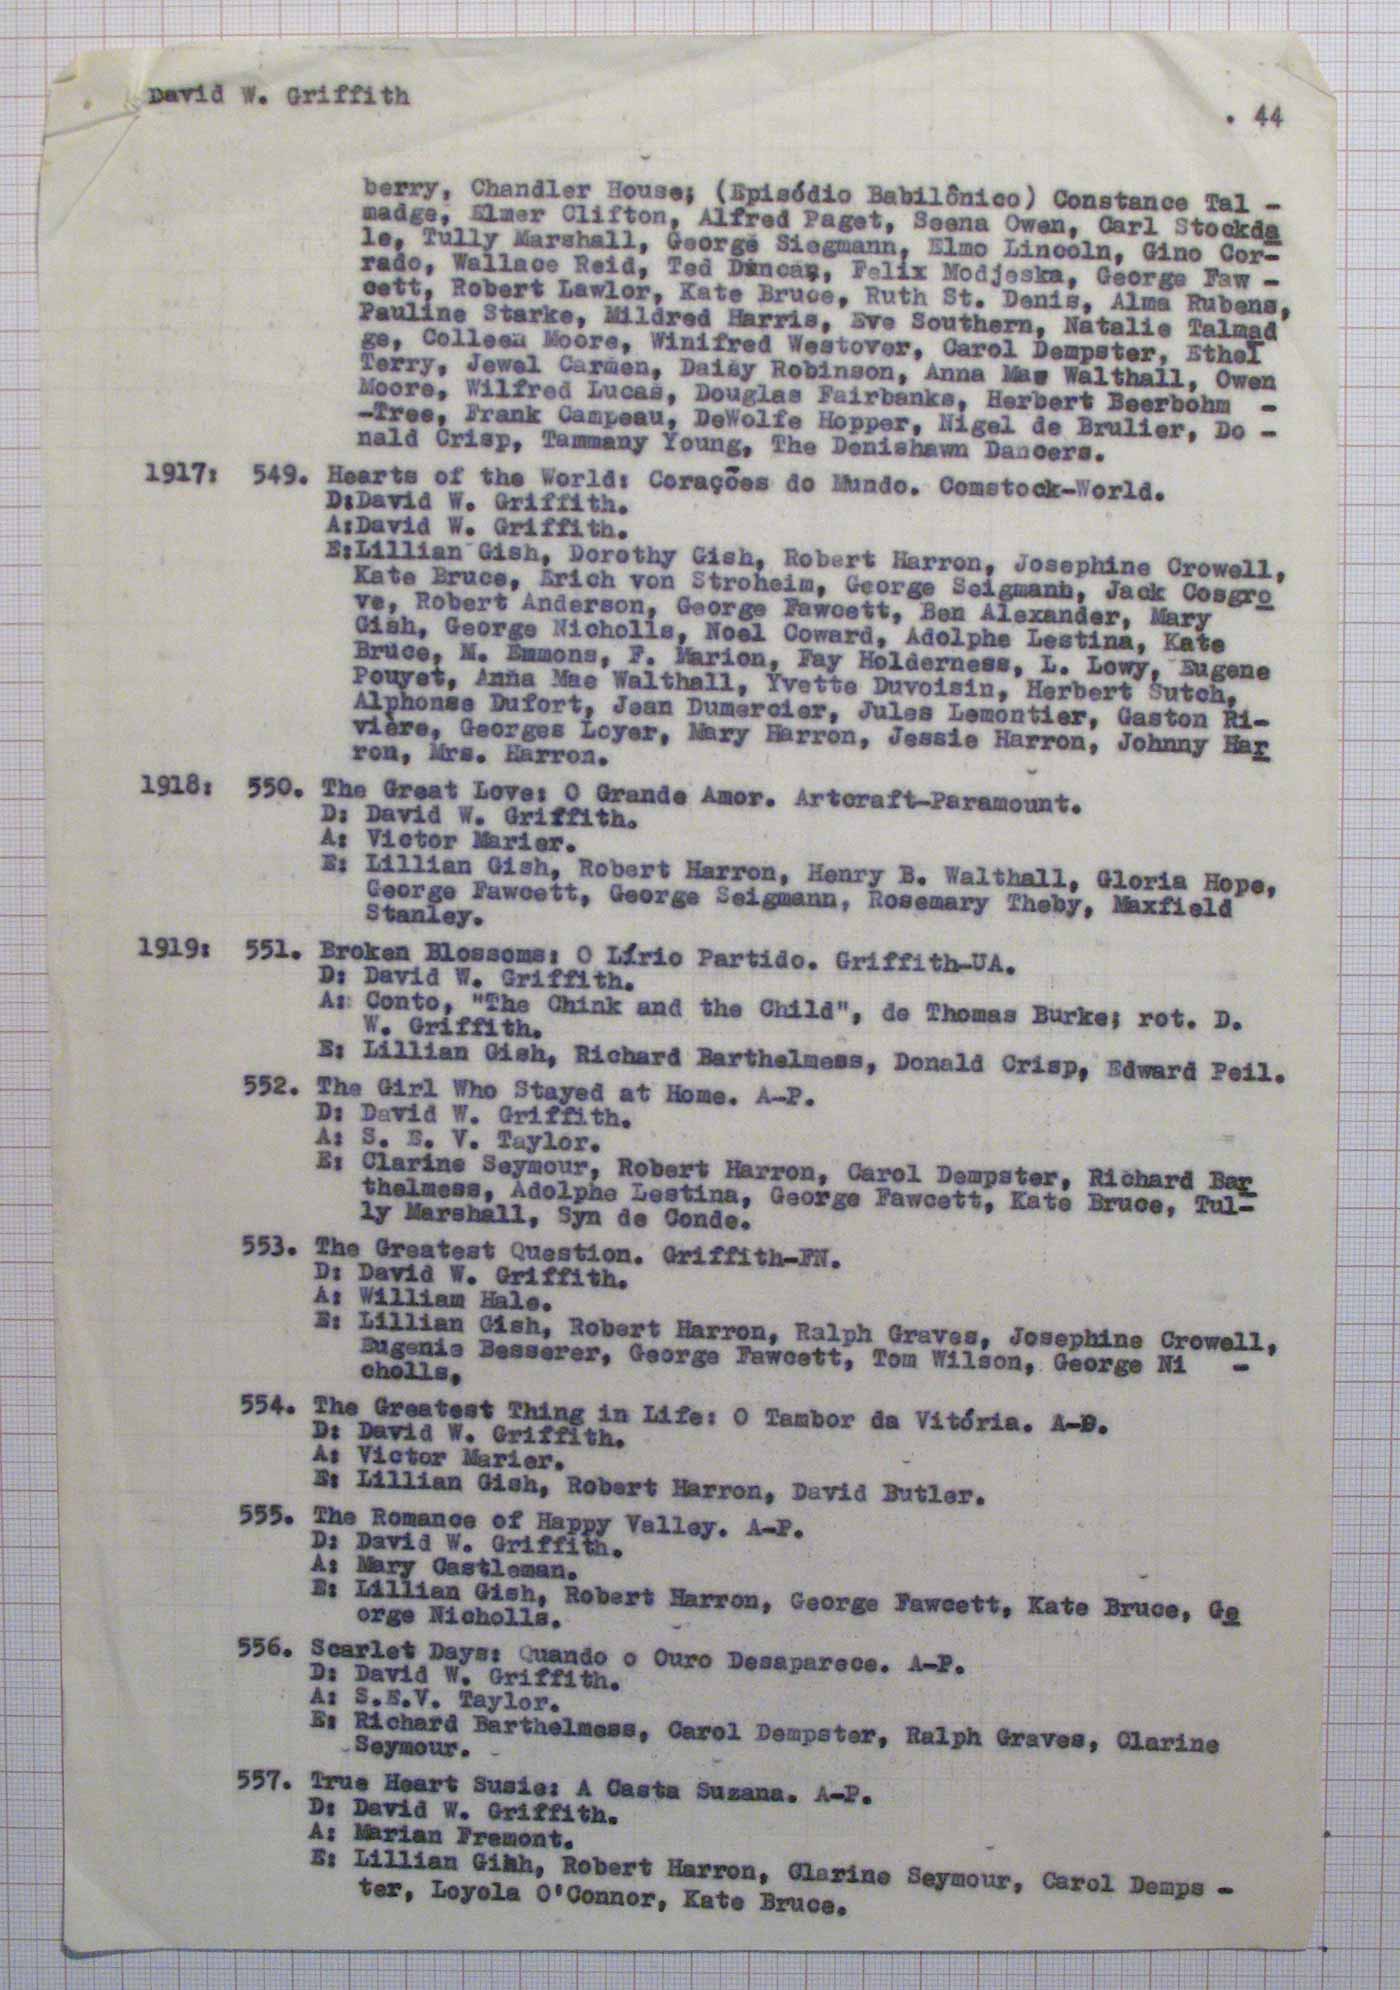 David W. Griffith
. 44
berry, Chandler House; (Episódio Babilônico) Constance Tal -
madge, Elmer Clifton, Alfred Paget, Seena Owen, Carl Stockda
le, Tully Marshall, George Siegmann, Elmo Lincoln, Gino Cor-
rado, Wallace Reid, Ted Duncan, Felix Modjeska, George Faw -
cett, Robert Lawlor, Kate Bruce, Ruth St. Denis, Alma Rubens,
Pauline Starke, Mildred Harris, Eve Southern, Natalie Talmad
ge, Colleen Moore, Winifred Westover, Carol Dempster, Ethel
Terry, Jewel Carmen, Daisy Robinson, Anna Mae Walthall, Owen
Moore, Wilfred Lucas, Douglas Fairbanks, Herbert Beerbohm -
-Tree, Frank Campeau, DeWolfe Hopper, Nigel de Brulier, Do -
nald Crisp, Tammany Young, The Denishawn Dancers.
1917: 549. Hearts of the World: Corações do Mundo. Comstock-World.
D:David W. Griffith.
A:David W. Griffith.
E:Lillian Gish, Dorothy Gish, Robert Harron, Josephine Crowell,
Kate Bruce, Erich von Stroheim, George Seigmann, Jack Cosgro
ve, Robert Anderson, George Fawcett, Ben Alexander, Mary
Gish, George Nicholls, Noel Coward, Adolphe Lestina, Kate
Bruce, M. Emmons, F. Marion, Fay Holderness, L. Lowy, Eugene
Pouyet, Anna Mae Walthall, Yvette Duvoisin, Herbert Sutch,
Alphonse Dufort, Jean Dumercier, Jules Lemontier, Gaston Ri-
vière, Georges Loyer, Mary Harron, Jessie Harron, Johnny Har
ron, Mrs. Harron.
1918: 550. The Great Love: O Grande Amor. Artcraft-Paramount.
D: David W. Griffith.
A: Victor Marier.
E: Lillian Gish, Robert Harron, Henry B. Walthall, Gloria Hope,
George Fawcett, George Seigmann, Rosemary Theby, Maxfield
Stanley.
1919: 551. Broken Blossoms: O Lírio Partido. Griffith-UA.
D: David W. Griffith.
A: Conto, "The Chink and the Child", de Thomas Burke; rot. D.
W. Griffith.
E: Lillian Gish, Richard Barthelmess, Donald Crisp, Edward Peil.
552. The Girl Who Stayed at Home. A-P.
D: David W. Griffith.
A: S. E. V. Taylor.
E: Clarine Seymour, Robert Harron, Carol Dempster, Richard Bar
thelmess, Adolphe Lestina, George Fawcett, Kate Bruce, Tul-
ly Marshall, Syn de Conde.
553. The Greatest Question. Griffith-FN.
D: David W. Griffith.
A: William Hale.
E: Lillian Gish, Robert Harron, Ralph Graves, Josephine Crowell,
Eugenie Besserer, George Fawcett, Tom Wilson, George Ni -
cholls,
554. The Greatest Thing in Life: O Tambor da Vitória. A-P.
D: David W. Griffith.
A: Victor Marier.
E: Lillian Gish, Robert Harron, David Butler.
555. The Romance of Happy Valley. A-P.
D: David W. Griffith.
A: Mary Castleman.
E: Lillian Gish, Robert Harron, George Fawcett, Kate Bruce, Ge
orge Nicholls.
556. Scarlet Days: Quando o Ouro Desaparece. A-P.
D: David W. Griffith.
A: S.E.V. Taylor.
E: Richard Barthelmess, Carol Dempster, Ralph Graves, Clarine
Seymour.
557. True Heart Susie: A Casta Suzana. A-P.
D: David W. Griffith.
A: Marian Fremont.
E: Lillian Gish, Robert Harron, Clarine Seymour, Carol Demps -
ter, Loyola O'Connor, Kate Bruce.